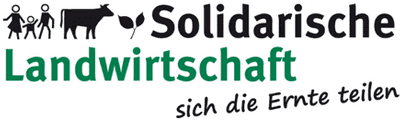 Solidarische
Landwirtschaft
sich die Ernte teilen